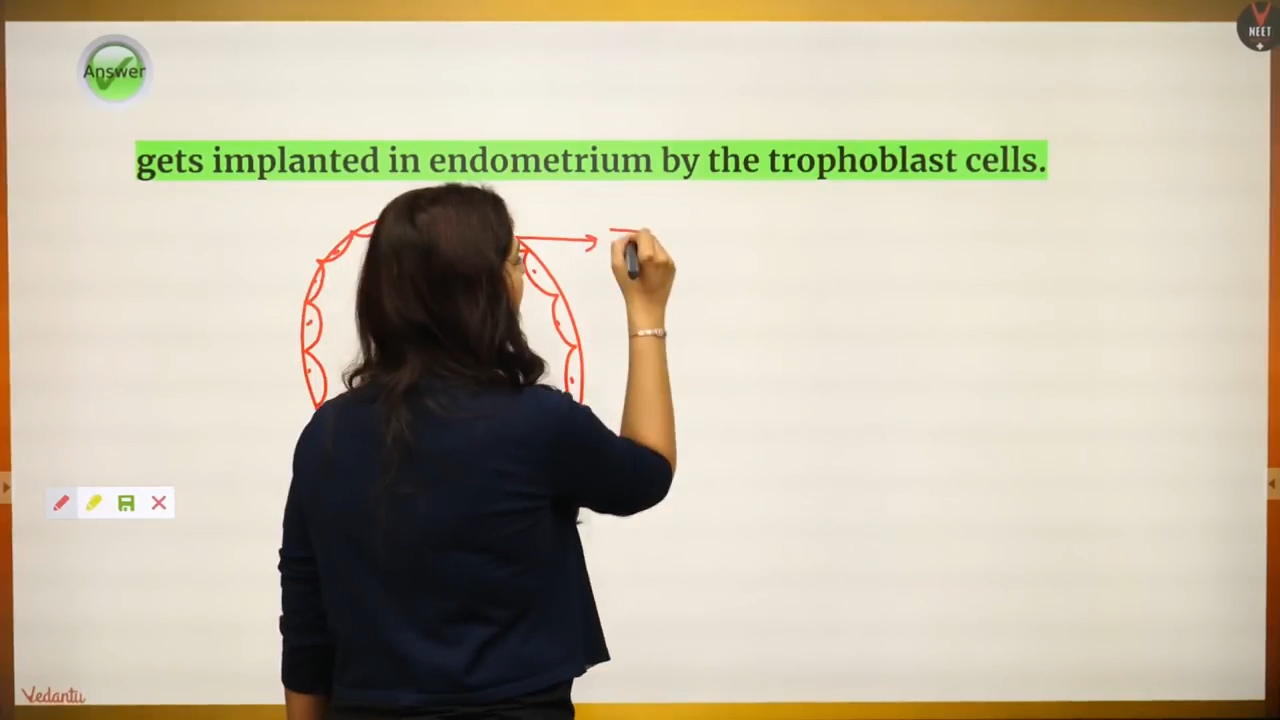 NEET
Answer
gets implanted in endometrium by the trophoblast cells.
Vedantu